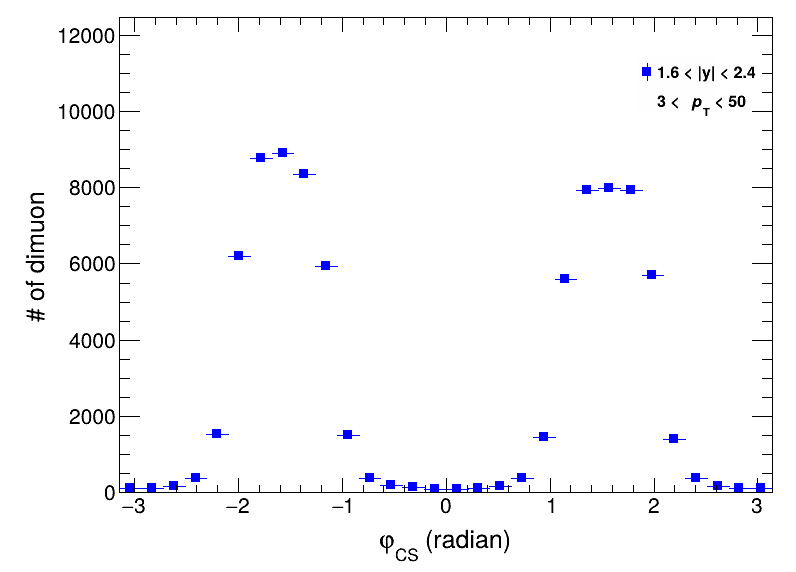 12000
10000
8000
6000
4000
2000
0
# of dimuon
1.6 < |y| < 2.4
3 < p_T < 50
−3 −2 −1 0 1 2 3
φ_CS (radian)